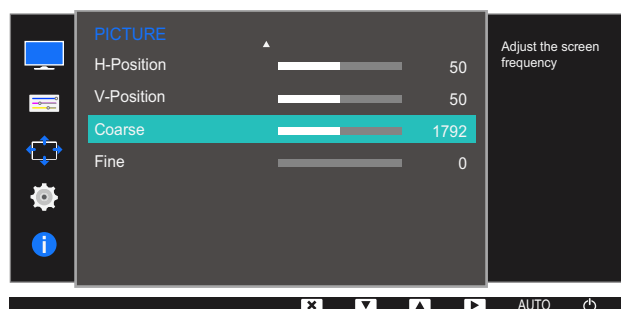 PICTURE
H-Position 50
V-Position 50
Coarse 1792
Fine 0
Adjust the screen
frequency
AUTO